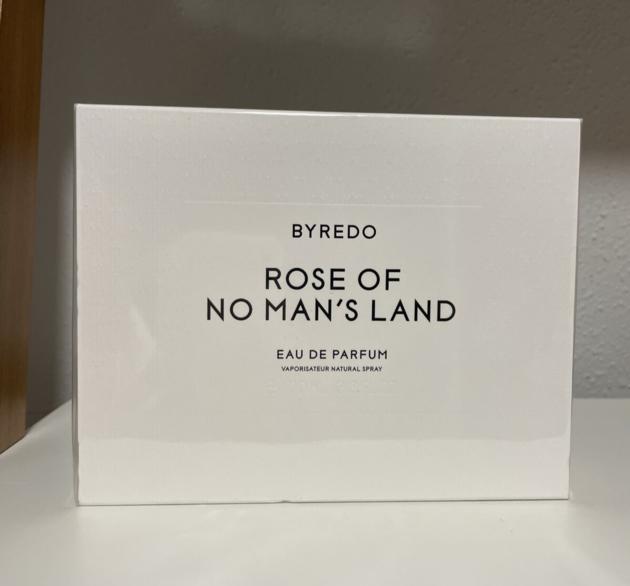 BYREDO
ROSE OF
NO MAN'S LAND
EAU DE PARFUM
VAPORISATEUR NATURAL SPRAY